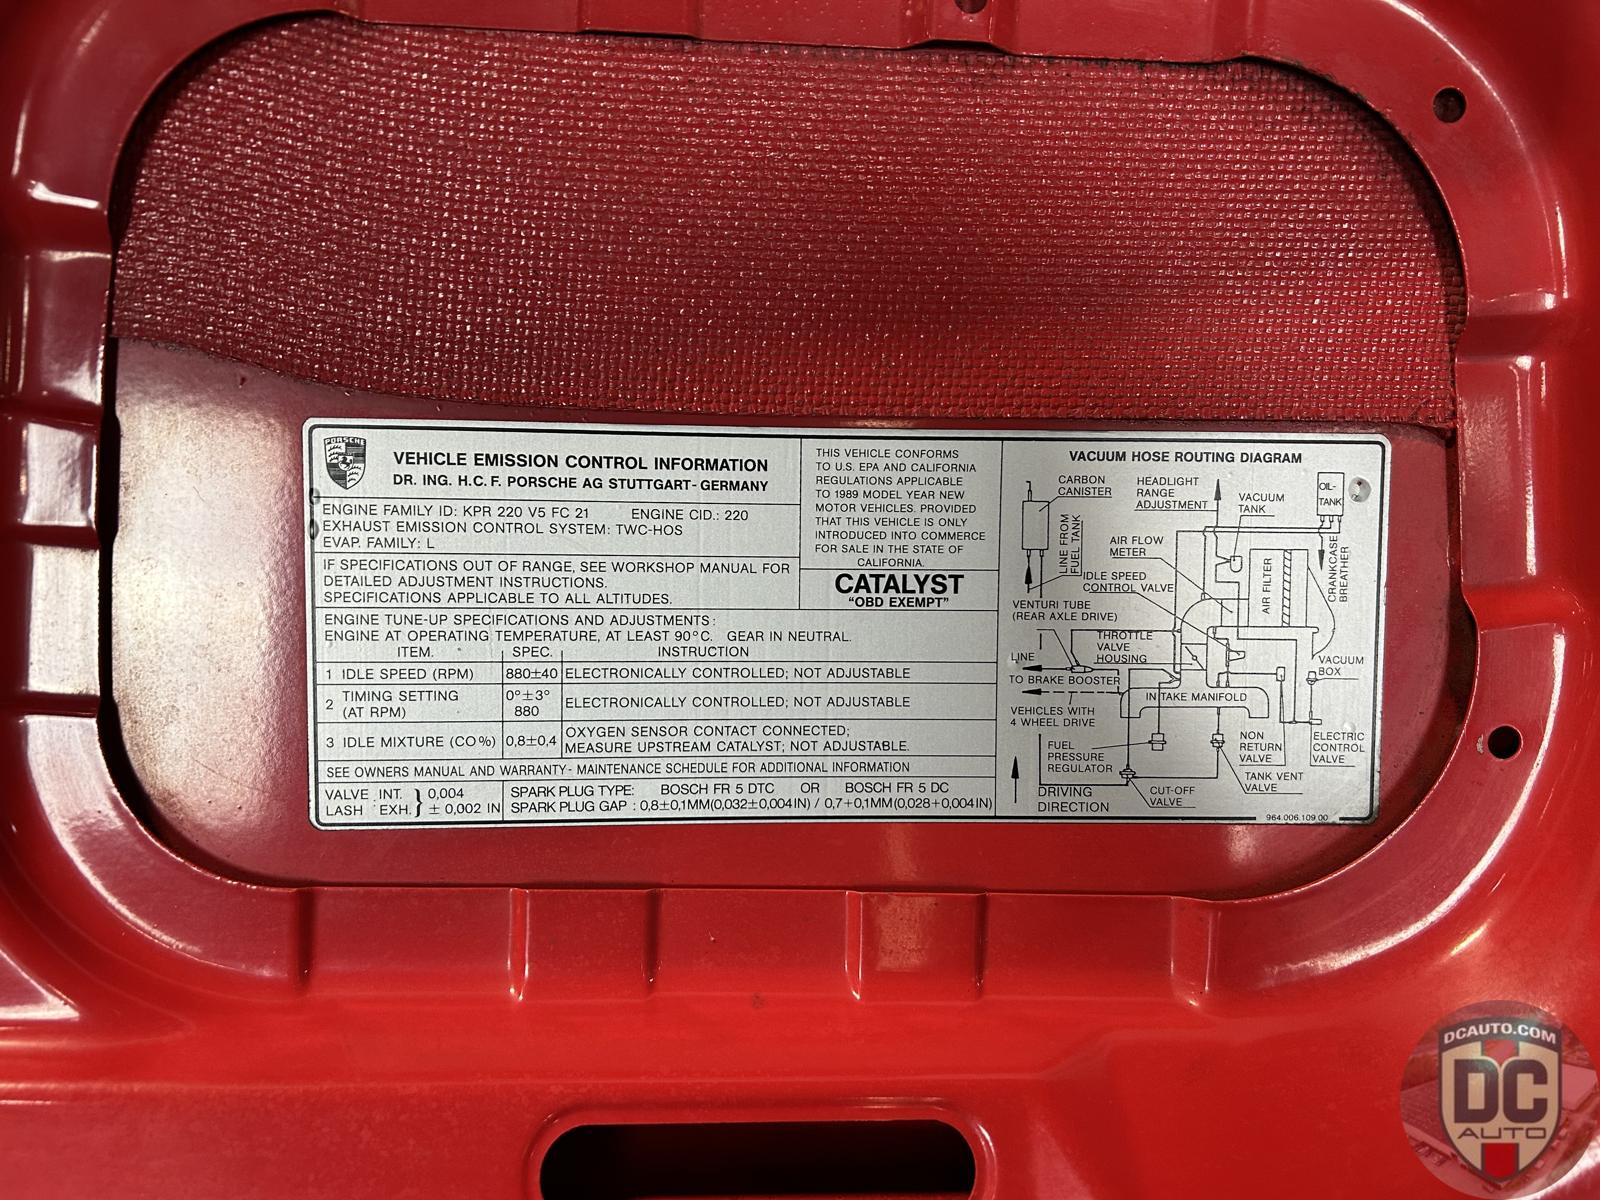 PORSCHE
VEHICLE EMISSION CONTROL INFORMATION
DR. ING. H.C. F. PORSCHE AG STUTTGART- GERMANY
ENGINE FAMILY ID: KPR 220 V5 FC 21 ENGINE CID.: 220
EXHAUST EMISSION CONTROL SYSTEM: TWC-HOS
EVAP. FAMILY: L
IF SPECIFICATIONS OUT OF RANGE, SEE WORKSHOP MANUAL FOR
DETAILED ADJUSTMENT INSTRUCTIONS.
SPECIFICATIONS APPLICABLE TO ALL ALTITUDES.
THIS VEHICLE CONFORMS
TO U.S. EPA AND CALIFORNIA
REGULATIONS APPLICABLE
TO 1989 MODEL YEAR NEW
MOTOR VEHICLES. PROVIDED
THAT THIS VEHICLE IS ONLY
INTRODUCED INTO COMMERCE
FOR SALE IN THE STATE OF
CALIFORNIA.
CATALYST
"OBD EXEMPT"
ENGINE TUNE-UP SPECIFICATIONS AND ADJUSTMENTS:
ENGINE AT OPERATING TEMPERATURE, AT LEAST 90°C. GEAR IN NEUTRAL.
ITEM. SPEC. INSTRUCTION
1 IDLE SPEED (RPM) 880±40 ELECTRONICALLY CONTROLLED; NOT ADJUSTABLE
2 TIMING SETTING (AT RPM) 0°±3° 880 ELECTRONICALLY CONTROLLED; NOT ADJUSTABLE
3 IDLE MIXTURE (CO%) 0,8±0,4 OXYGEN SENSOR CONTACT CONNECTED;
MEASURE UPSTREAM CATALYST; NOT ADJUSTABLE.
SEE OWNERS MANUAL AND WARRANTY- MAINTENANCE SCHEDULE FOR ADDITIONAL INFORMATION
VALVE INT. 0,004
LASH EXH. ± 0,002 IN
SPARK PLUG TYPE: BOSCH FR 5 DTC OR BOSCH FR 5 DC
SPARK PLUG GAP : 0,8±0,1MM(0,032±0,004IN) / 0,7+0,1MM(0,028+0,004IN)
VACUUM HOSE ROUTING DIAGRAM
CARBON
CANISTER
HEADLIGHT
RANGE
ADJUSTMENT
VACUUM
TANK
OIL-
TANK
LINE FROM
FUEL TANK
AIR FLOW
METER
IDLE SPEED
CONTROL VALVE
AIR FILTER
CRANKCASE
BREATHER
VENTURI TUBE
(REAR AXLE DRIVE)
THROTTLE
VALVE
HOUSING
LINE
TO BRAKE BOOSTER
VACUUM
BOX
INTAKE MANIFOLD
VEHICLES WITH
4 WHEEL DRIVE
FUEL
PRESSURE
REGULATOR
NON
RETURN
VALVE
ELECTRIC
CONTROL
VALVE
TANK VENT
VALVE
DRIVING
DIRECTION
CUT-OFF
VALVE
964.006.109 00
DCAUTO.COM
DC
AUTO